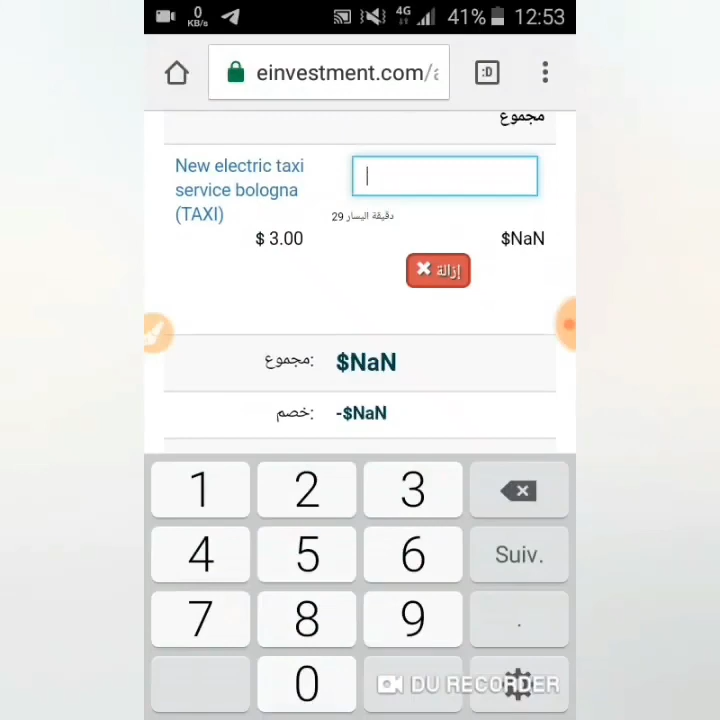 0
KB/s
4G
41%
12:53
einvestment.com/a
:D
مجموع
New electric taxi
service bologna
(TAXI)
دقيقة اليسار 29
$ 3.00
$NaN
إزالة
مجموع:
$NaN
خصم:
-$NaN
1 2 3
4 5 6 Suiv.
7 8 9 .
0
DU RECORDER